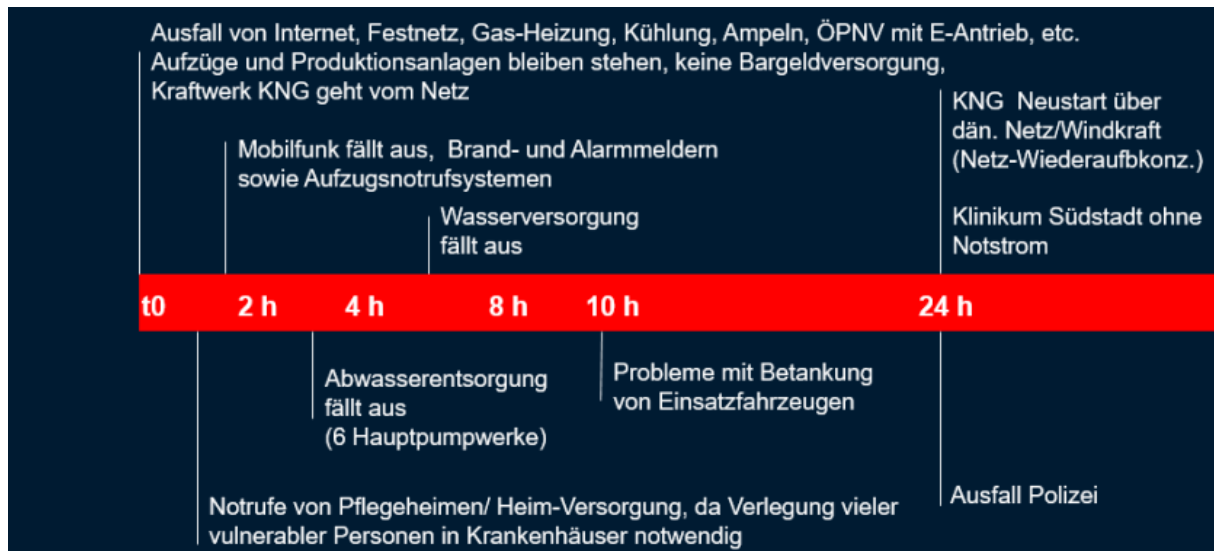 Ausfall von Internet, Festnetz, Gas-Heizung, Kühlung, Ampeln, ÖPNV mit E-Antrieb, etc.
Aufzüge und Produktionsanlagen bleiben stehen, keine Bargeldversorgung,
Kraftwerk KNG geht vom Netz
KNG Neustart über
dän. Netz/Windkraft
(Netz-Wiederaufbkonz.)
Mobilfunk fällt aus, Brand- und Alarmmeldern
sowie Aufzugsnotrufsystemen
Wasserversorgung
fällt aus
Klinikum Südstadt ohne
Notstrom
t0 2 h 4 h 8 h 10 h 24 h
Abwasserentsorgung
fällt aus
(6 Hauptpumpwerke)
Probleme mit Betankung
von Einsatzfahrzeugen
Ausfall Polizei
Notrufe von Pflegeheimen/ Heim-Versorgung, da Verlegung vieler
vulnerabler Personen in Krankenhäuser notwendig